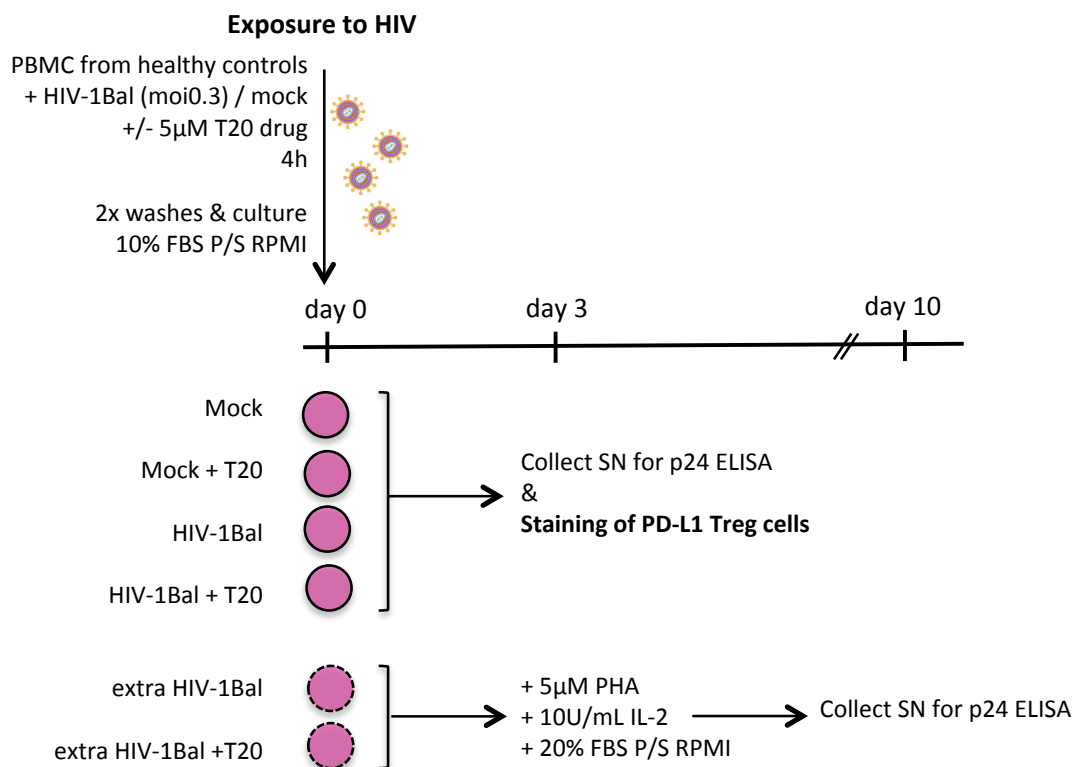 Exposure to HIV
PBMC from healthy controls
+ HIV-1Bal (moi0.3) / mock
+/- 5µM T20 drug
4h
2x washes & culture
10% FBS P/S RPMI
day 0
day 3
day 10
Mock
Mock + T20
HIV-1Bal
HIV-1Bal + T20
Collect SN for p24 ELISA
&
Staining of PD-L1 Treg cells
extra HIV-1Bal
extra HIV-1Bal +T20
+ 5µM PHA
+ 10U/mL IL-2
+ 20% FBS P/S RPMI
Collect SN for p24 ELISA